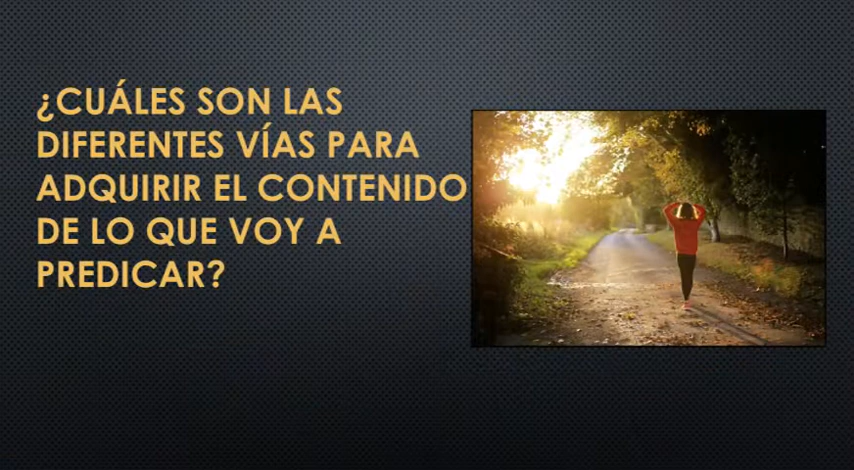 ¿CUÁLES SON LAS
DIFERENTES VÍAS PARA
ADQUIRIR EL CONTENIDO
DE LO QUE VOY A
PREDICAR?